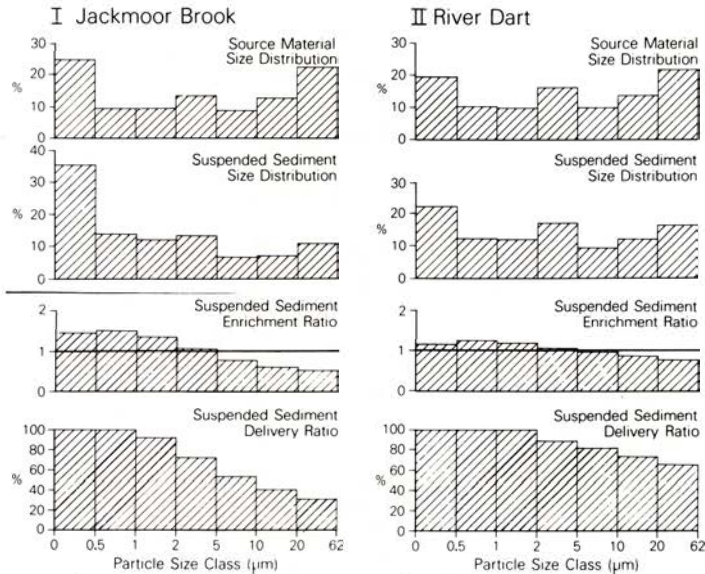 I Jackmoor Brook
Source Material
Size Distribution
30
20
%
10
0
Suspended Sediment
Size Distribution
40
30
20
%
10
0
Suspended Sediment
Enrichment Ratio
2
1
0
Suspended Sediment
Delivery Ratio
100
80
60
%
40
20
0
0 0.5 1 2 5 10 20 62
Particle Size Class (µm)
II River Dart
Source Material
Size Distribution
30
20
%
10
0
Suspended Sediment
Size Distribution
30
20
%
10
0
Suspended Sediment
Enrichment Ratio
2
1
0
Suspended Sediment
Delivery Ratio
100
80
60
%
40
20
0
0 0.5 1 2 5 10 20 62
Particle Size Class (µm)